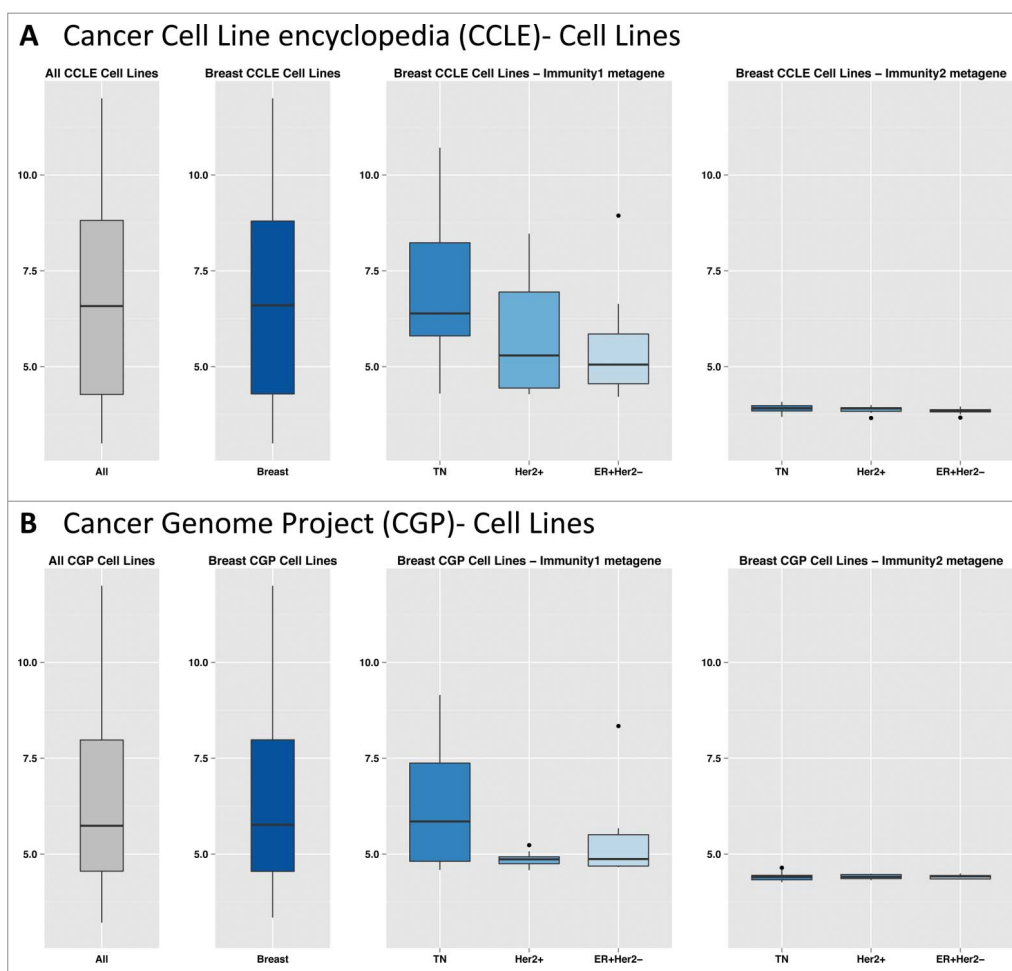 A Cancer Cell Line encyclopedia (CCLE)- Cell Lines
All CCLE Cell Lines
10.0
7.5
5.0
All
Breast CCLE Cell Lines
10.0
7.5
5.0
Breast
Breast CCLE Cell Lines – Immunity1 metagene
10.0
7.5
5.0
TN Her2+ ER+Her2–
Breast CCLE Cell Lines – Immunity2 metagene
10.0
7.5
5.0
TN Her2+ ER+Her2–
B Cancer Genome Project (CGP)- Cell Lines
All CGP Cell Lines
10.0
7.5
5.0
All
Breast CGP Cell Lines
10.0
7.5
5.0
Breast
Breast CGP Cell Lines – Immunity1 metagene
10.0
7.5
5.0
TN Her2+ ER+Her2–
Breast CGP Cell Lines – Immunity2 metagene
10.0
7.5
5.0
TN Her2+ ER+Her2–